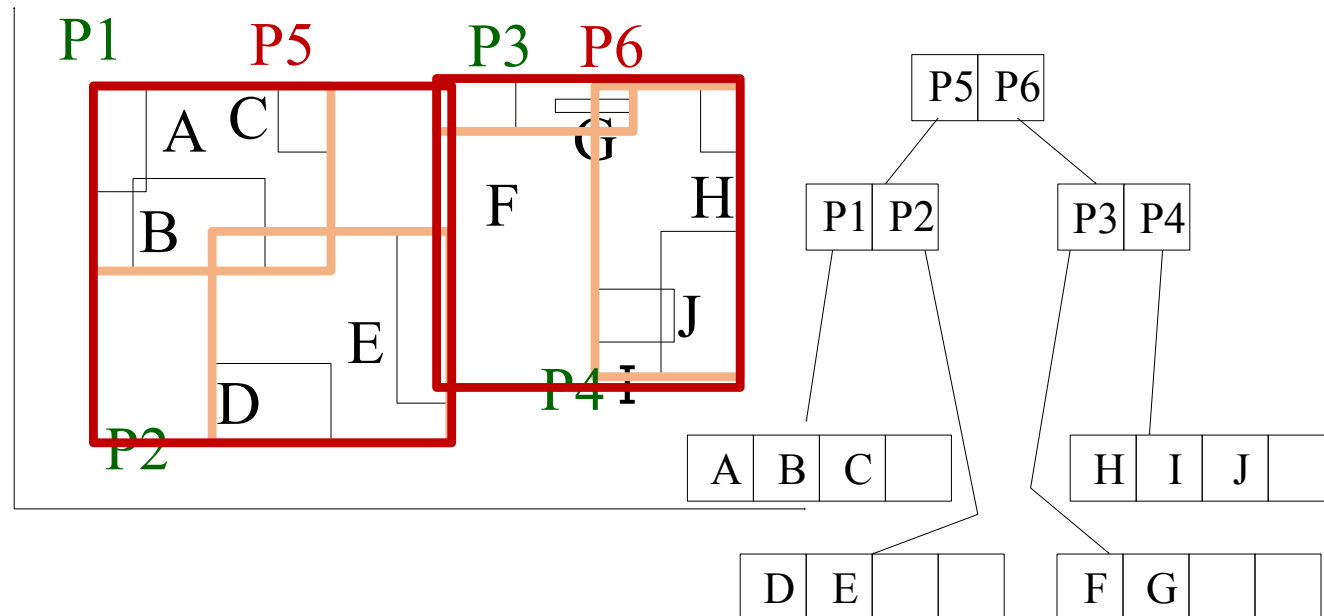 P1 P5 P3 P6
A C
G
B F H
E J
D P4 I
P2
P5 P6
P1 P2 P3 P4
A B C H I J
D E F G